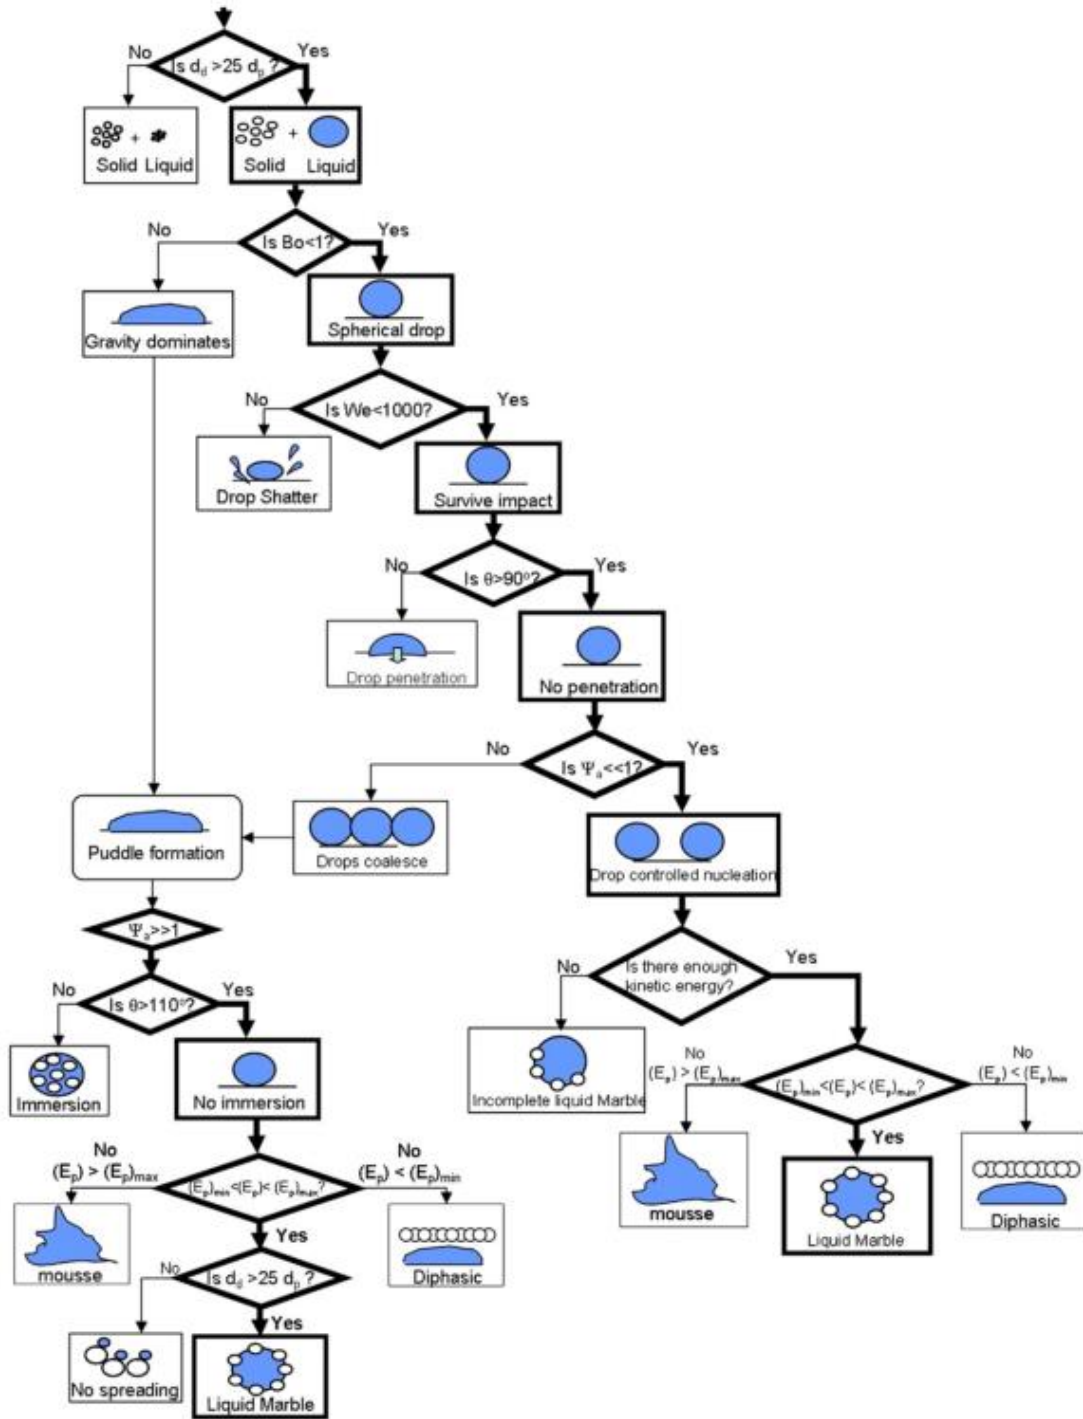 No
Yes
Is d_d >25 d_p ?
Solid + Liquid
Solid + Liquid
No
Yes
Is Bo<1?
Gravity dominates
Spherical drop
No
Yes
Is We<1000?
Drop Shatter
Survive impact
No
Yes
Is θ>90°?
Drop penetration
No penetration
No
Yes
Is Ψ_a<<1?
Puddle formation
Drops coalesce
Drop controlled nucleation
Ψ_a>>1
No
Yes
Is there enough
kinetic energy?
No
Yes
Is θ>110°?
Immersion
No immersion
Incomplete liquid Marble
No
(E_p) > (E_p)_max
(E_p)_min<(E_p)< (E_p)_max?
No
(E_p) < (E_p)_min
Yes
mousse
Liquid Marble
Diphasic
No
(E_p) > (E_p)_max
(E_p)_min<(E_p)< (E_p)_max?
No
(E_p) < (E_p)_min
Yes
mousse
Diphasic
No
Is d_d >25 d_p ?
Yes
No spreading
Liquid Marble